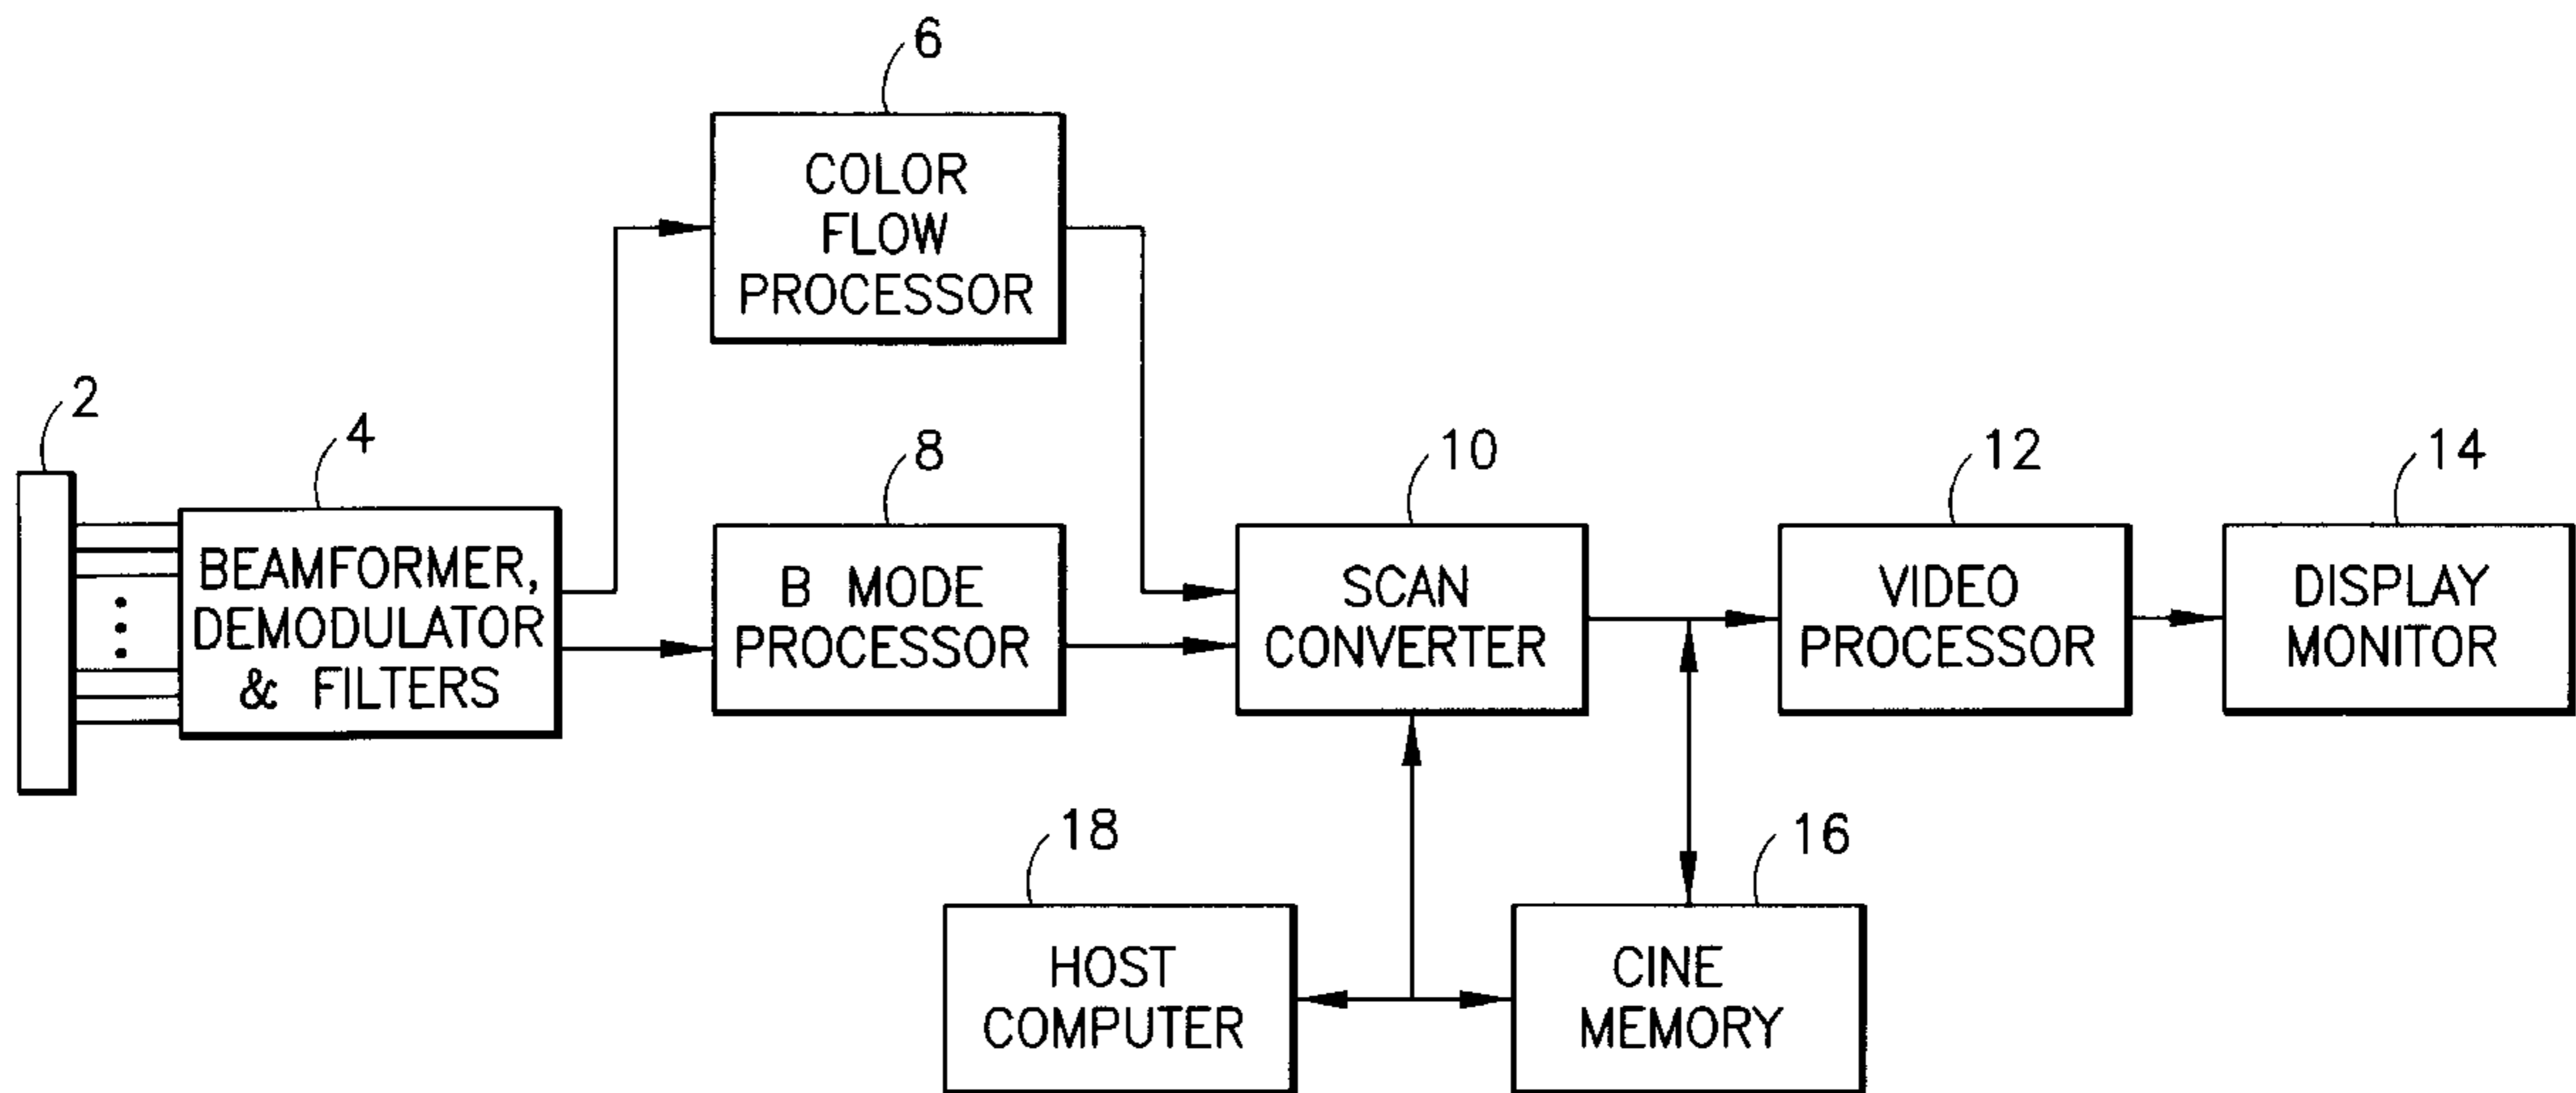 6
COLOR
FLOW
PROCESSOR
2
4
BEAMFORMER,
DEMODULATOR
& FILTERS
8
B MODE
PROCESSOR
10
SCAN
CONVERTER
12
VIDEO
PROCESSOR
14
DISPLAY
MONITOR
18
HOST
COMPUTER
16
CINE
MEMORY